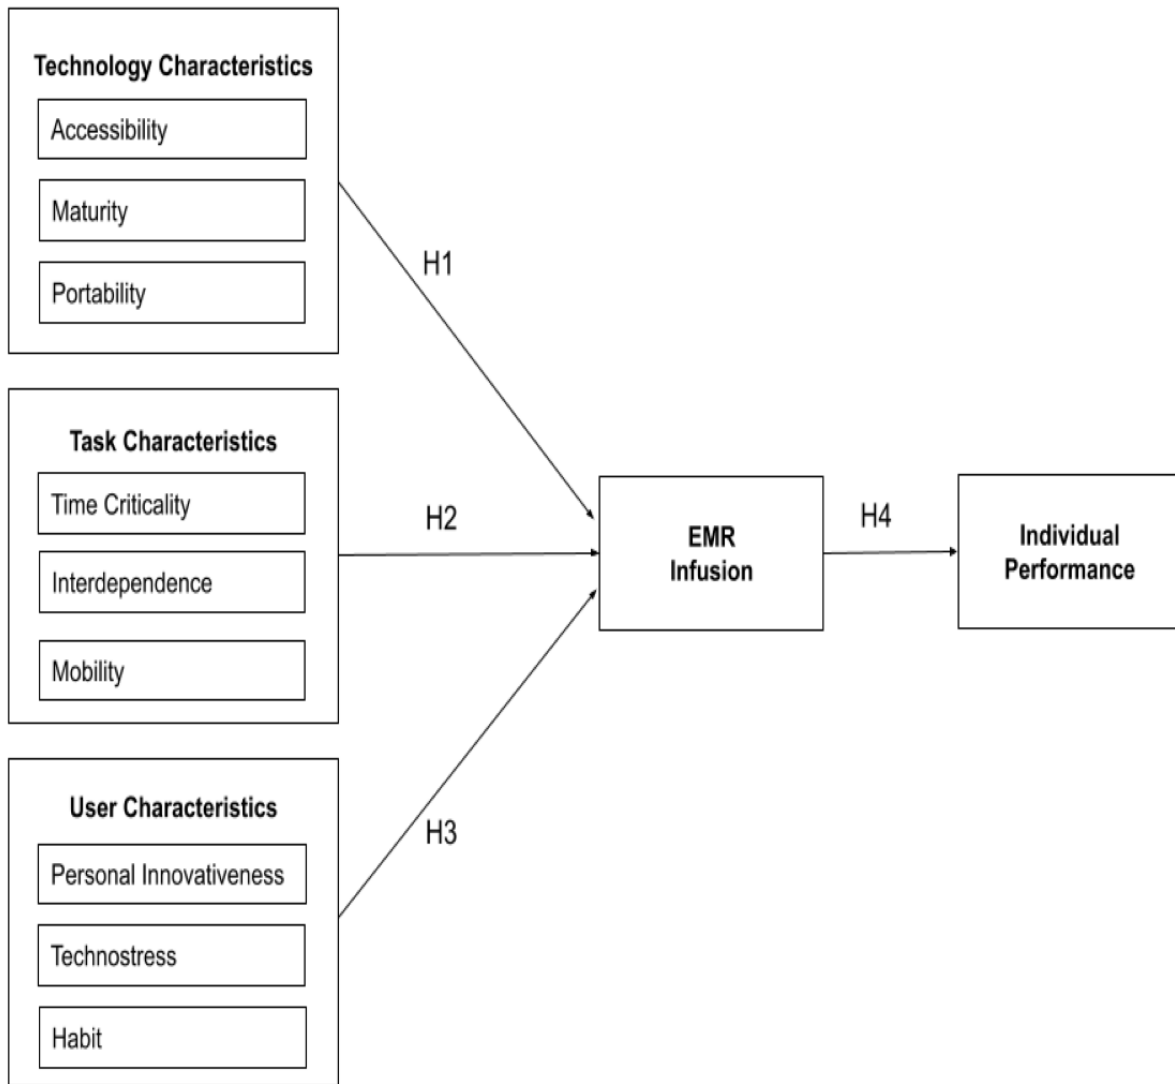 Technology Characteristics
Accessibility
Maturity
Portability
H1
Task Characteristics
Time Criticality
Interdependence
Mobility
H2
EMR
Infusion
H4
Individual
Performance
User Characteristics
Personal Innovativeness
Technostress
Habit
H3